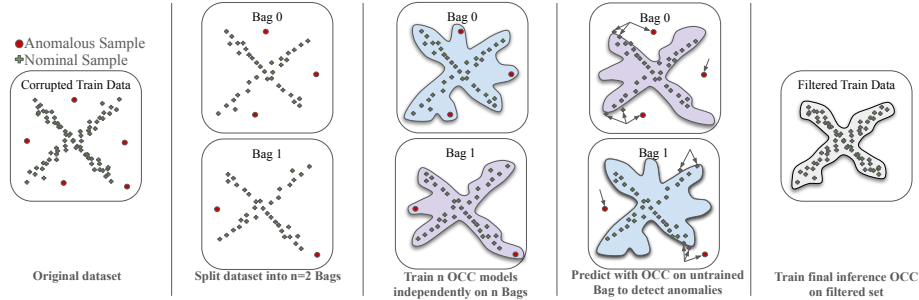 Anomalous Sample
Nominal Sample
Corrupted Train Data
Original dataset
Bag 0
Bag 1
Split dataset into n=2 Bags
Bag 0
Bag 1
Train n OCC models
independently on n Bags
Bag 0
Bag 1
Predict with OCC on untrained
Bag to detect anomalies
Filtered Train Data
Train final inference OCC
on filtered set